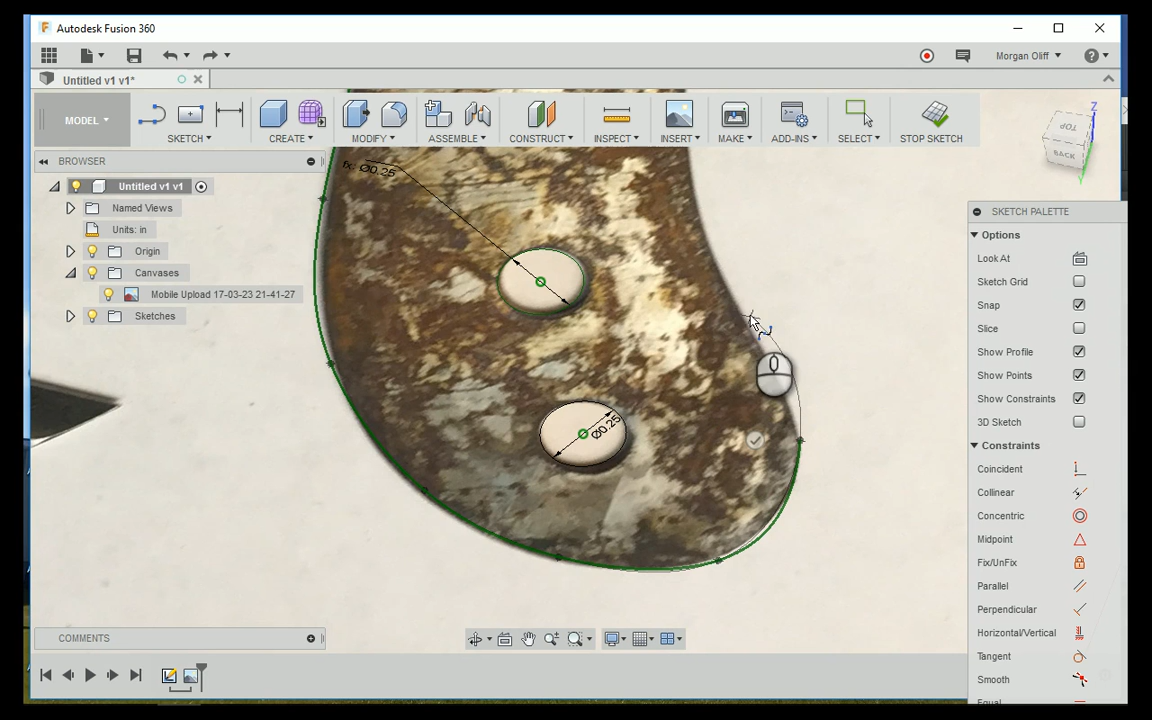 Autodesk Fusion 360
Morgan Oliff
Untitled v1 v1*
MODEL
SKETCH
CREATE
MODIFY
ASSEMBLE
CONSTRUCT
INSPECT
INSERT
MAKE
ADD-INS
SELECT
STOP SKETCH
Z
TOP
BACK
Y
BROWSER
Untitled v1 v1
Named Views
Units: in
Origin
Canvases
Mobile Upload 17-03-23 21-41-27
Sketches
fx: Ø0.25
Ø0.25
SKETCH PALETTE
Options
Look At
Sketch Grid
Snap
Slice
Show Profile
Show Points
Show Constraints
3D Sketch
Constraints
Coincident
Collinear
Concentric
Midpoint
Fix/UnFix
Parallel
Perpendicular
Horizontal/Vertical
Tangent
Smooth
Equal
COMMENTS